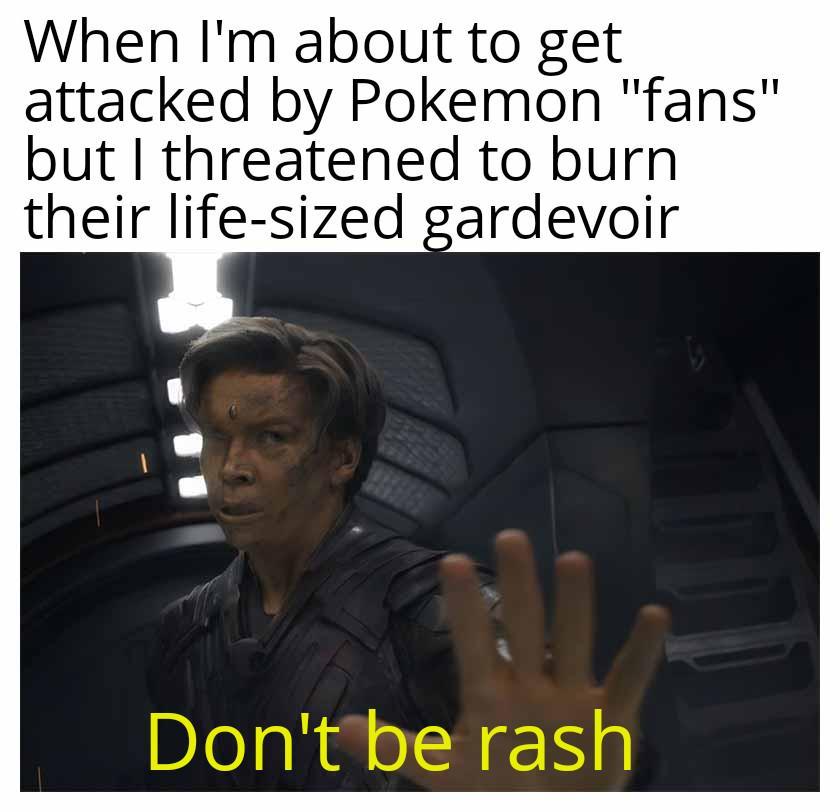 When I'm about to get
attacked by Pokemon "fans"
but I threatened to burn
their life-sized gardevoir
Don't be rash